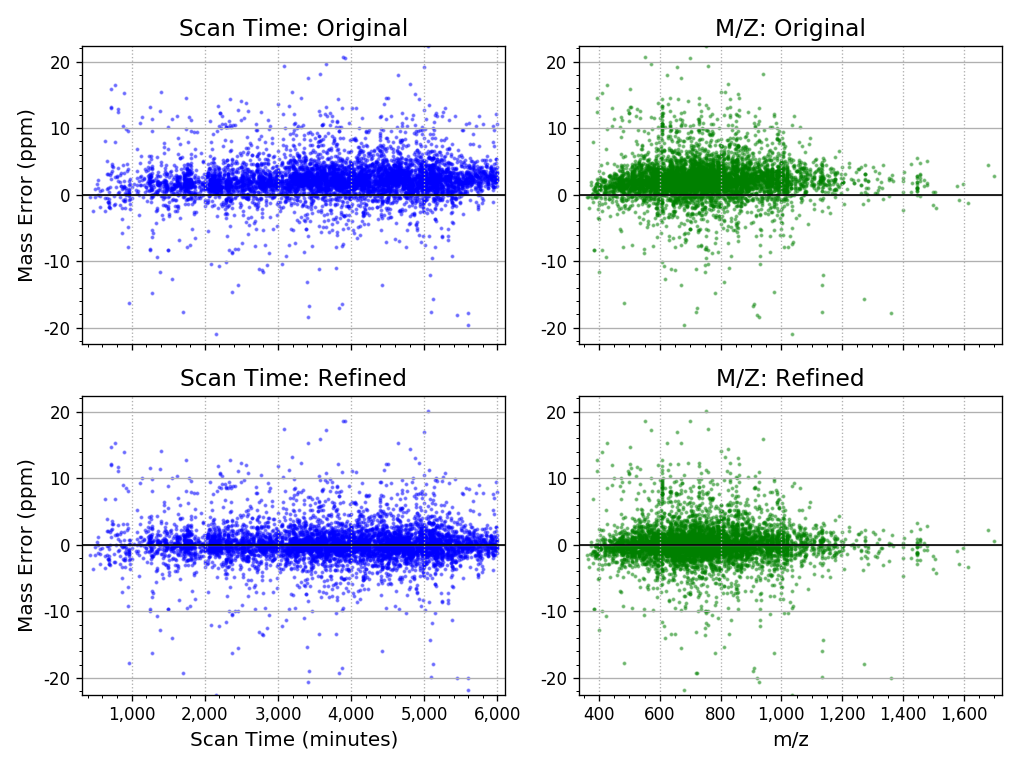 Scan Time: Original
M/Z: Original
Mass Error (ppm)
20
10
0
-10
-20
20
10
0
-10
-20
Scan Time: Refined
M/Z: Refined
Mass Error (ppm)
20
10
0
-10
-20
20
10
0
-10
-20
1,000 2,000 3,000 4,000 5,000 6,000
400 600 800 1,000 1,200 1,400 1,600
Scan Time (minutes)
m/z